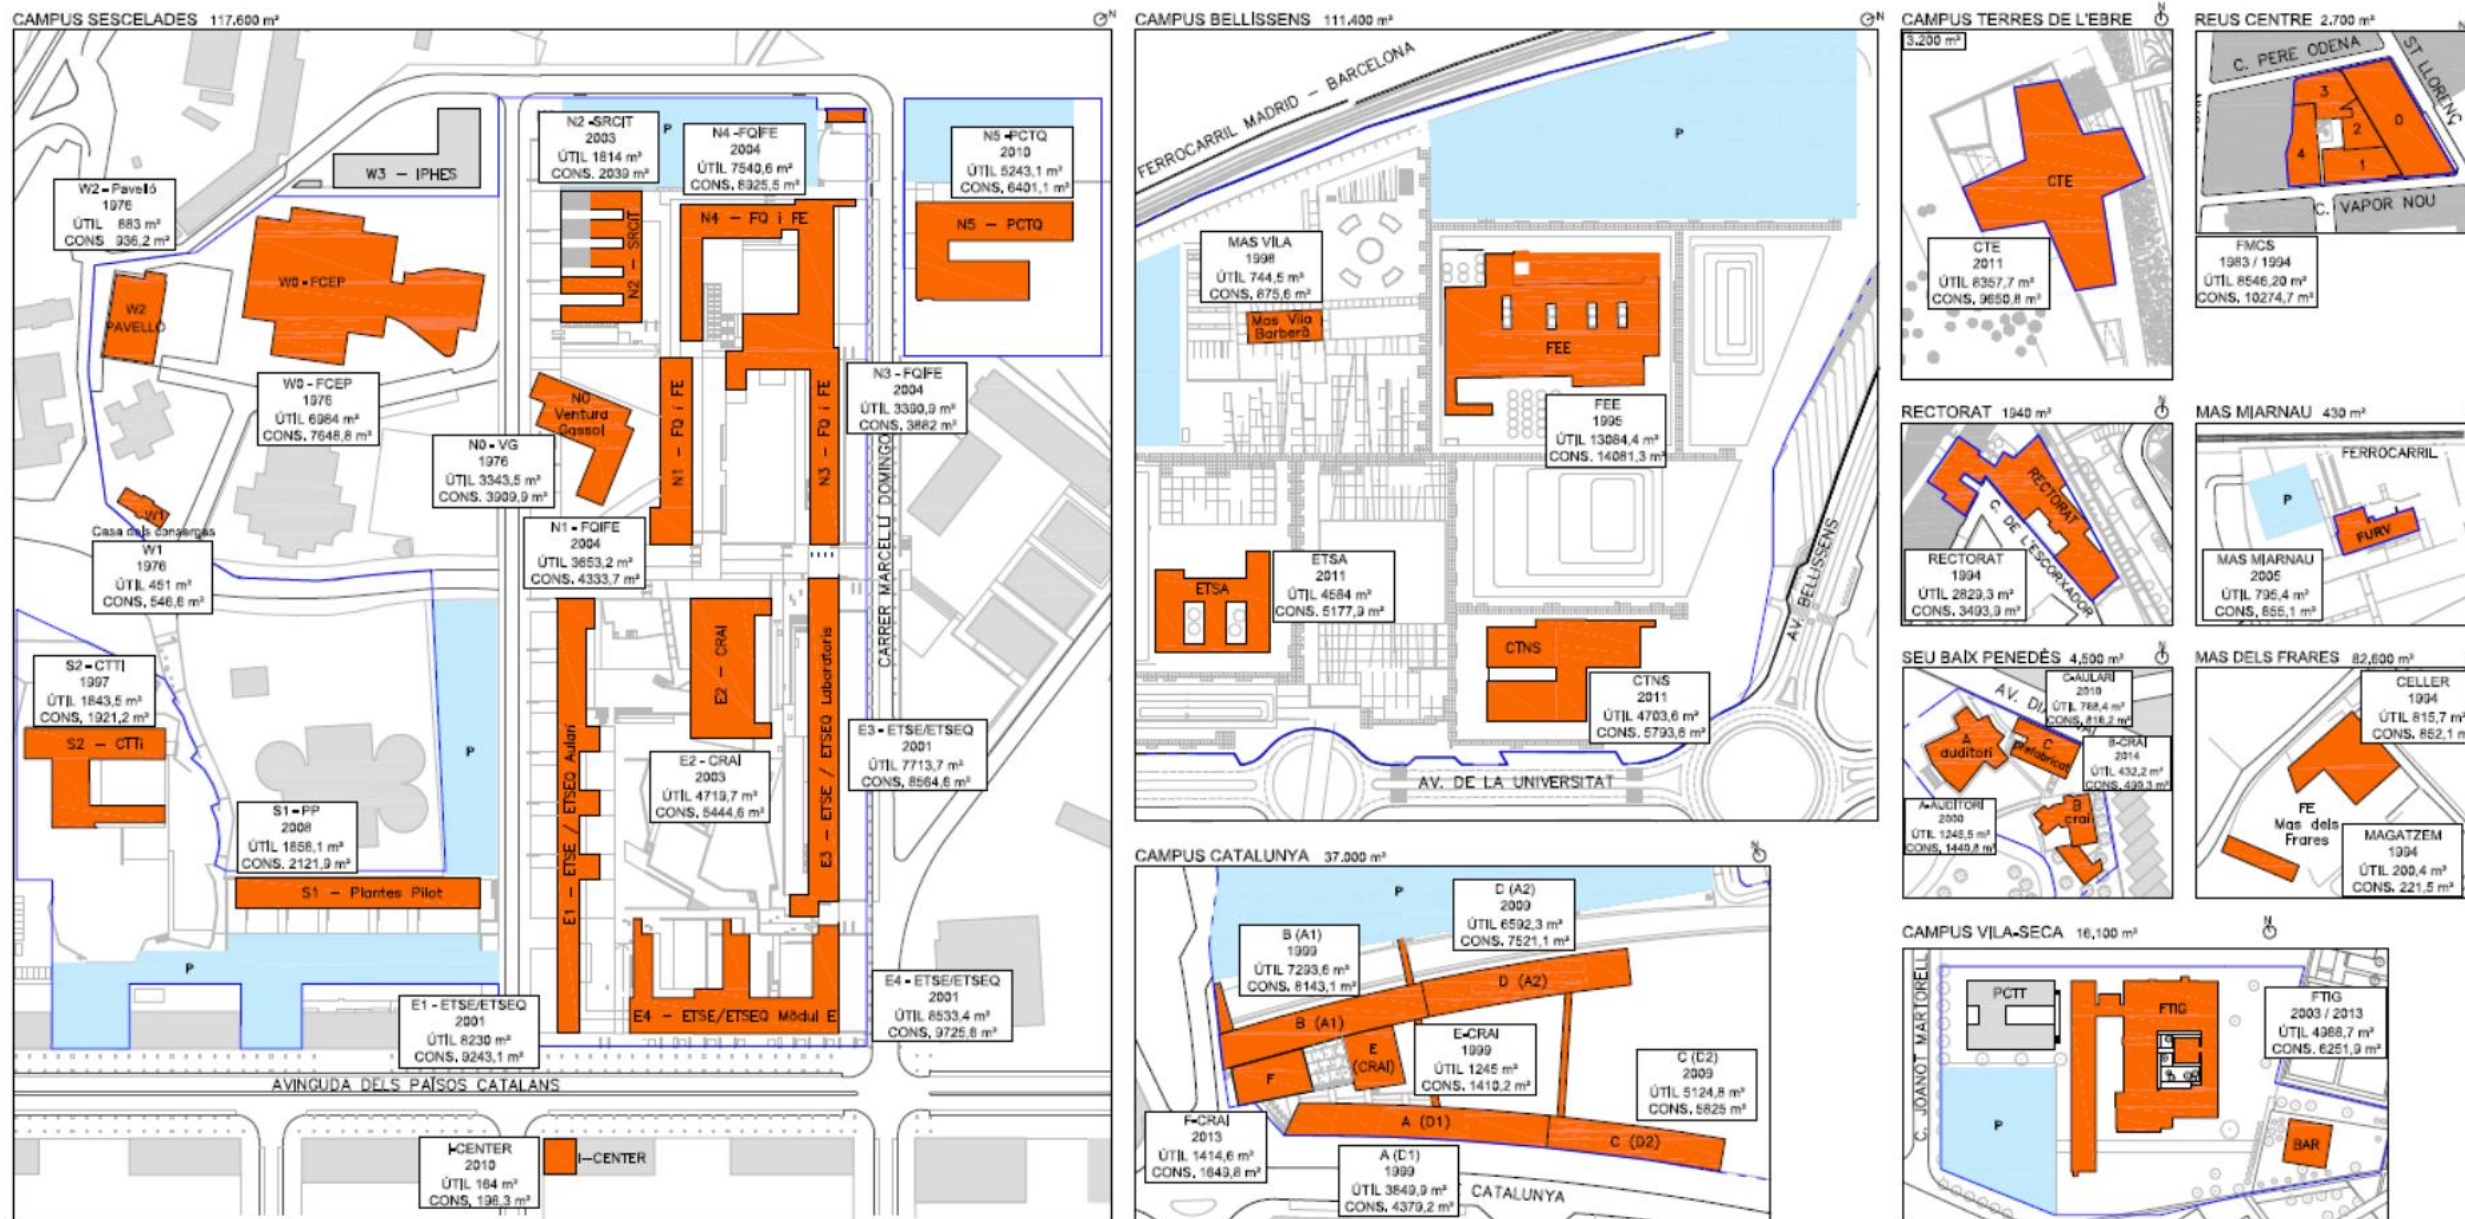 CAMPUS SESCELADES 117.600 m²
N
W3 - IPHES
W2 - Pavelló
1976
ÚTIL 883 m²
CONS 936,2 m²
W2
PAVELLÓ
W0 - FCEP
W0 - FCEP
1976
ÚTIL 6984 m²
CONS. 7648,8 m²
W1
Casa dels conserges
W1
1976
ÚTIL 451 m²
CONS. 546,6 m²
N2 - SRCIT
2003
ÚTIL 1814 m²
CONS. 2039 m²
P
N4 - FQIFE
2004
ÚTIL 7540,6 m²
CONS. 8925,5 m²
N5 - PCTQ
2010
ÚTIL 5243,1 m²
CONS. 6401,1 m²
N2 - SRCIT
N4 - FQ i FE
N5 - PCTQ
N0
Ventura
Gassol
N0 - VG
1976
ÚTIL 3343,5 m²
CONS. 3909,9 m²
N1 - FQ i FE
N3 - FQ i FE
N3 - FQIFE
2004
ÚTIL 3390,9 m²
CONS. 3882 m²
N1 - FQIFE
2004
ÚTIL 3653,2 m²
CONS. 4333,7 m²
CARRER MARCEL·LÍ DOMINGO
S2 - CTTI
1997
ÚTIL 1843,5 m²
CONS. 1921,2 m²
S2 - CTTi
P
S1 - PP
2008
ÚTIL 1858,1 m²
CONS. 2121,9 m²
S1 - Plantes Pilot
P
E1 - ETSE / ETSEQ Aulari
E2 - CRAI
E2 - CRAI
2003
ÚTIL 4719,7 m²
CONS. 5444,6 m²
E3 - ETSE / ETSEQ Laboratoris
E3 - ETSE/ETSEQ
2001
ÚTIL 7713,7 m²
CONS. 8564,6 m²
E1 - ETSE/ETSEQ
2001
ÚTIL 8230 m²
CONS. 9243,1 m²
E4 - ETSE/ETSEQ Mòdul E
E4 - ETSE/ETSEQ
2001
ÚTIL 8533,4 m²
CONS. 9725,8 m²
AVINGUDA DELS PAÏSOS CATALANS
I-CENTER
2010
ÚTIL 164 m²
CONS. 198,3 m²
I-CENTER
CAMPUS BELLISSENS 111.400 m²
N
FERROCARRIL MADRID - BARCELONA
P
MAS VILA
1998
ÚTIL 744,5 m²
CONS. 875,6 m²
Mas Vila
Barberà
FEE
FEE
1995
ÚTIL 13084,4 m²
CONS. 14081,3 m²
ETSA
ETSA
2011
ÚTIL 4584 m²
CONS. 5177,9 m²
CTNS
CTNS
2011
ÚTIL 4703,6 m²
CONS. 5793,6 m²
AV. BELLISSENS
AV. DE LA UNIVERSITAT
CAMPUS CATALUNYA 37.000 m²
N
P
D (A2)
2009
ÚTIL 6592,3 m²
CONS. 7521,1 m²
B (A1)
1999
ÚTIL 7293,6 m²
CONS. 8143,1 m²
D (A2)
B (A1)
E
(CRAI)
F
E-CRAI
1999
ÚTIL 1245 m²
CONS. 1410,2 m²
C (D2)
2009
ÚTIL 5124,8 m²
CONS. 5825 m²
A (D1)
C (D2)
F-CRAI
2013
ÚTIL 1414,6 m²
CONS. 1649,8 m²
A (D1)
1999
ÚTIL 3849,9 m²
CONS. 4379,2 m²
CATALUNYA
CAMPUS TERRES DE L'EBRE
N
3.200 m²
CTE
CTE
2011
ÚTIL 8357,7 m²
CONS. 9650,8 m²
REUS CENTRE 2.700 m²
N
C. PERE ODENA
ST LLORENÇ
3
0
2
4
1
C. VAPOR NOU
FMCS
1983 / 1994
ÚTIL 8546,20 m²
CONS. 10274,7 m²
RECTORAT 1940 m²
N
RECTORAT
C. DE L'ESCORXADOR
RECTORAT
1994
ÚTIL 2829,3 m²
CONS. 3493,9 m²
MAS MIARNAU 430 m²
FERROCARRIL
P
FURV
MAS MIARNAU
2005
ÚTIL 795,4 m²
CONS. 855,1 m²
SEU BAIX PENEDÈS 4,500 m²
N
AV.
C-AULARI
2010
ÚTIL 768,4 m²
CONS. 818,2 m²
A
auditori
C
prefabricat
B-CRAI
2014
ÚTIL 432,2 m²
CONS. 499,3 m²
B
crai
A-AUDITORI
2000
ÚTIL 1245,5 m²
CONS. 1440,8 m²
MAS DELS FRARES 82,600 m²
CELLER
1994
ÚTIL 815,7 m²
CONS. 852,1 m²
FE
Mas dels
Frares
MAGATZEM
1994
ÚTIL 200,4 m²
CONS. 221,5 m²
CAMPUS VILA-SECA 16,100 m²
N
C. JOANOT MARTORELL
PCTT
FTIG
FTIG
2003 / 2013
ÚTIL 4988,7 m²
CONS. 6251,9 m²
P
BAR